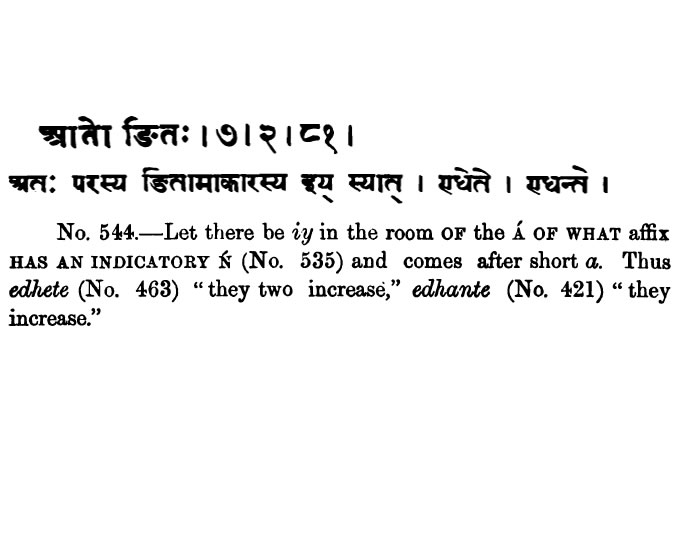 आतो ङितः । ७ । २ । ८१ ।
अतः परस्य ङितामाकारस्य इय् स्यात् । एधेते । एधन्ते ।
No. 544.—Let there be iy in the room OF the Á OF WHAT affix
HAS AN INDICATORY Ń (No. 535) and comes after short a. Thus
edhete (No. 463) “they two increase,” edhante (No. 421) “they
increase.”